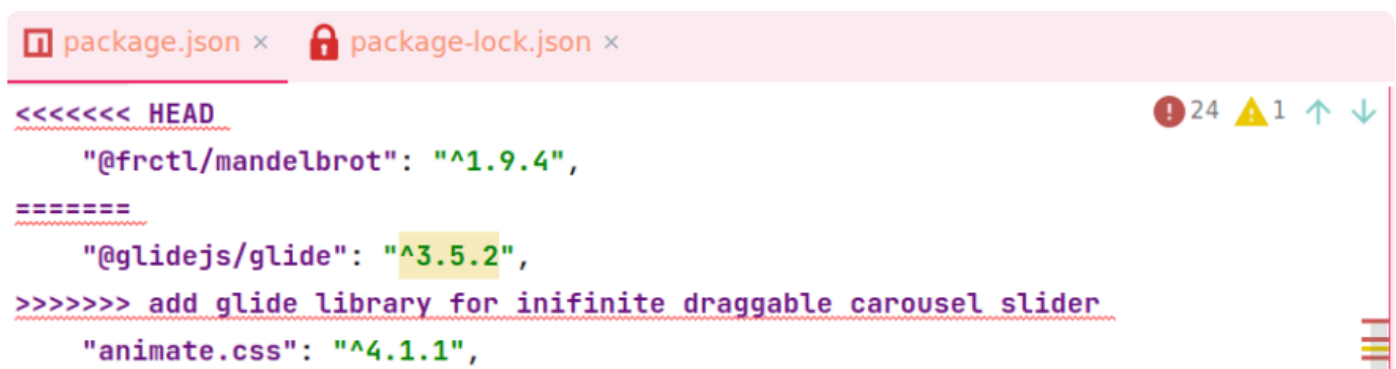 package.json × package-lock.json ×
<<<<<<< HEAD 24 1
"@frctl/mandelbrot": "^1.9.4",
=======
"@glidejs/glide": "^3.5.2",
>>>>>>> add glide library for inifinite draggable carousel slider
"animate.css": "^4.1.1",